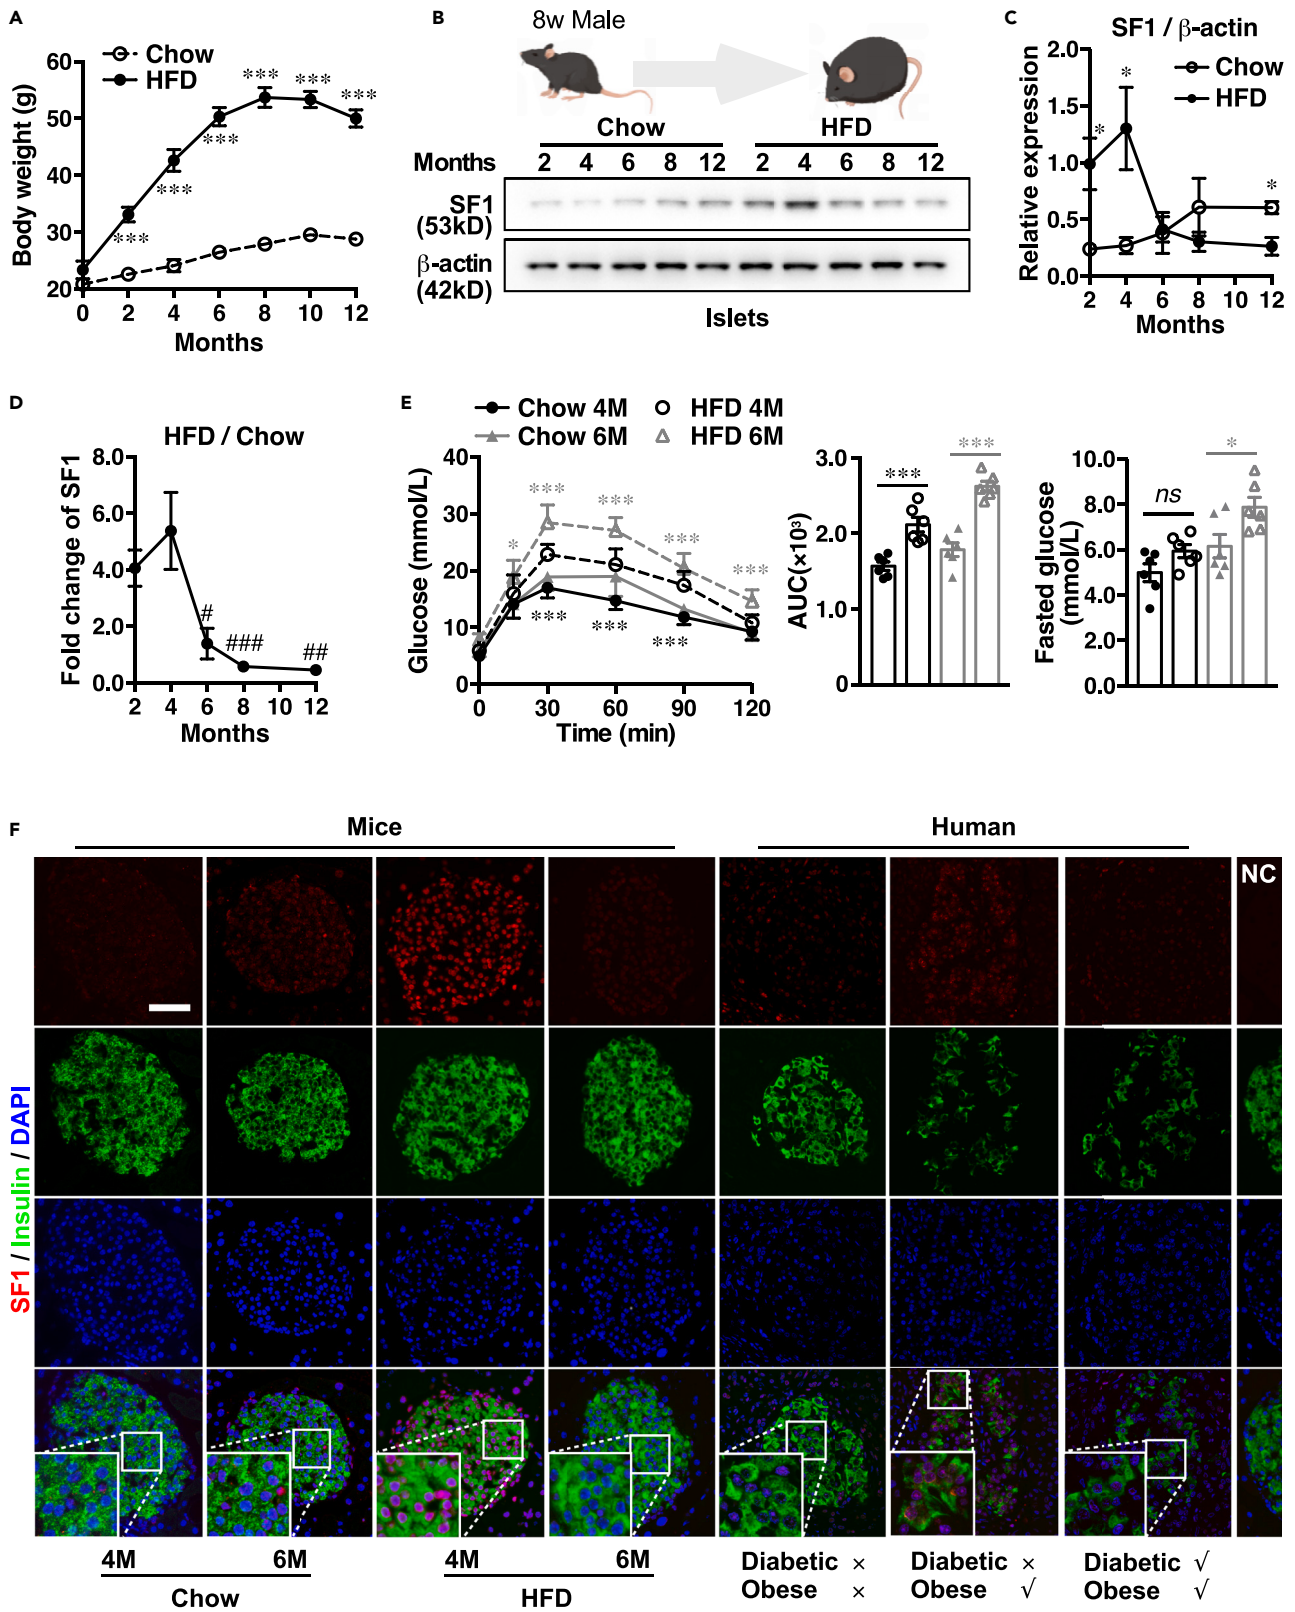 A
Chow
HFD
Body weight (g)
60
50
40
30
20
***
***
***
***
***
***
0 2 4 6 8 10 12
Months
B
8w Male
Chow HFD
Months 2 4 6 8 12 2 4 6 8 12
SF1
(53kD)
β-actin
(42kD)
Islets
C
SF1 / β-actin
Chow
HFD
Relative expression
2.0
1.5
1.0
0.5
0.0
*
*
*
2 4 6 8 10 12
Months
D
HFD / Chow
Fold change of SF1
8.0
6.0
4.0
2.0
0.0
#
###
##
2 4 6 8 10 12
Months
E
Chow 4M HFD 4M
Chow 6M HFD 6M
Glucose (mmol/L)
40
30
20
10
0
*
***
***
***
***
***
***
***
0 30 60 90 120
Time (min)
AUC(×10³)
3.0
2.0
1.0
0
***
***
Fasted glucose
(mmol/L)
10.0
8.0
6.0
4.0
2.0
0.0
ns
*
F
Mice Human
NC
SF1 / Insulin / DAPI
4M 6M 4M 6M
Chow HFD
Diabetic × Diabetic × Diabetic √
Obese × Obese √ Obese √